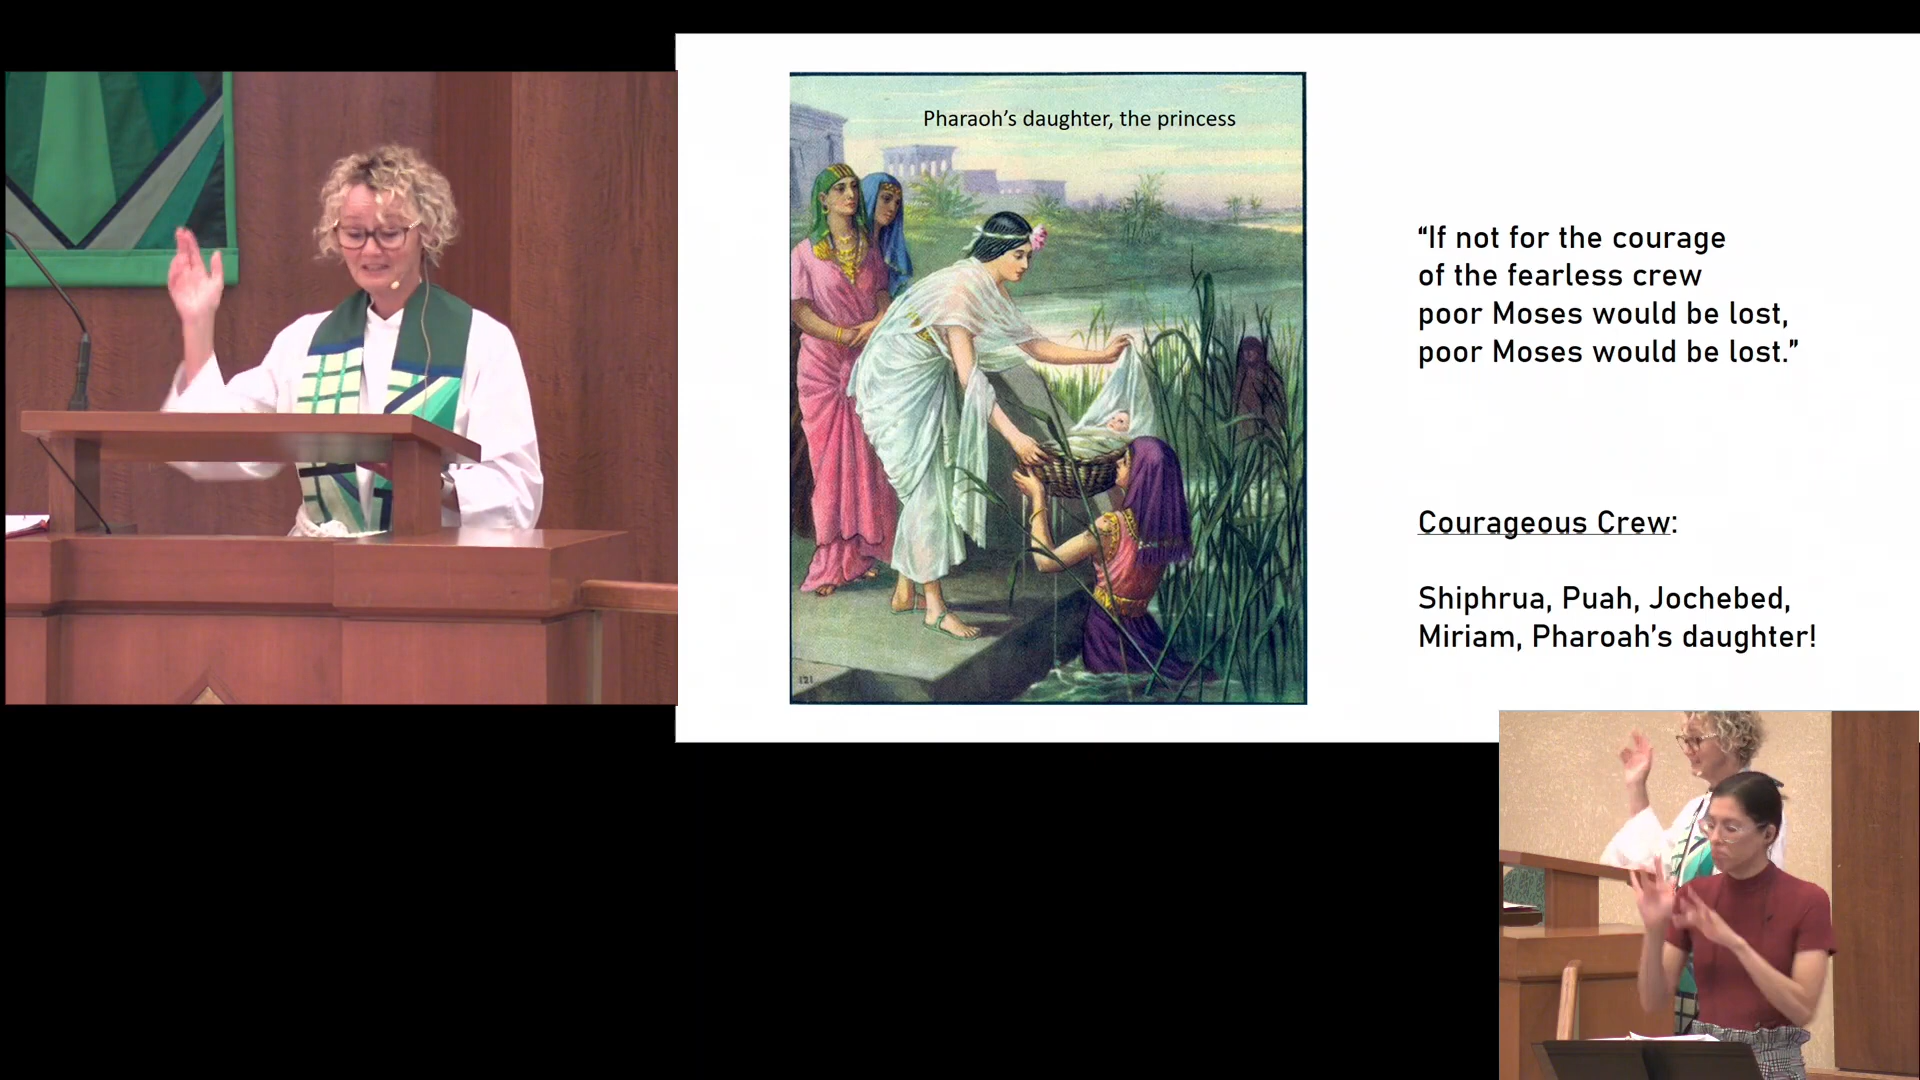 Pharaoh's daughter, the princess
“If not for the courage
of the fearless crew
poor Moses would be lost,
poor Moses would be lost.”
Courageous Crew:
Shiphrua, Puah, Jochebed,
Miriam, Pharoah's daughter!
121